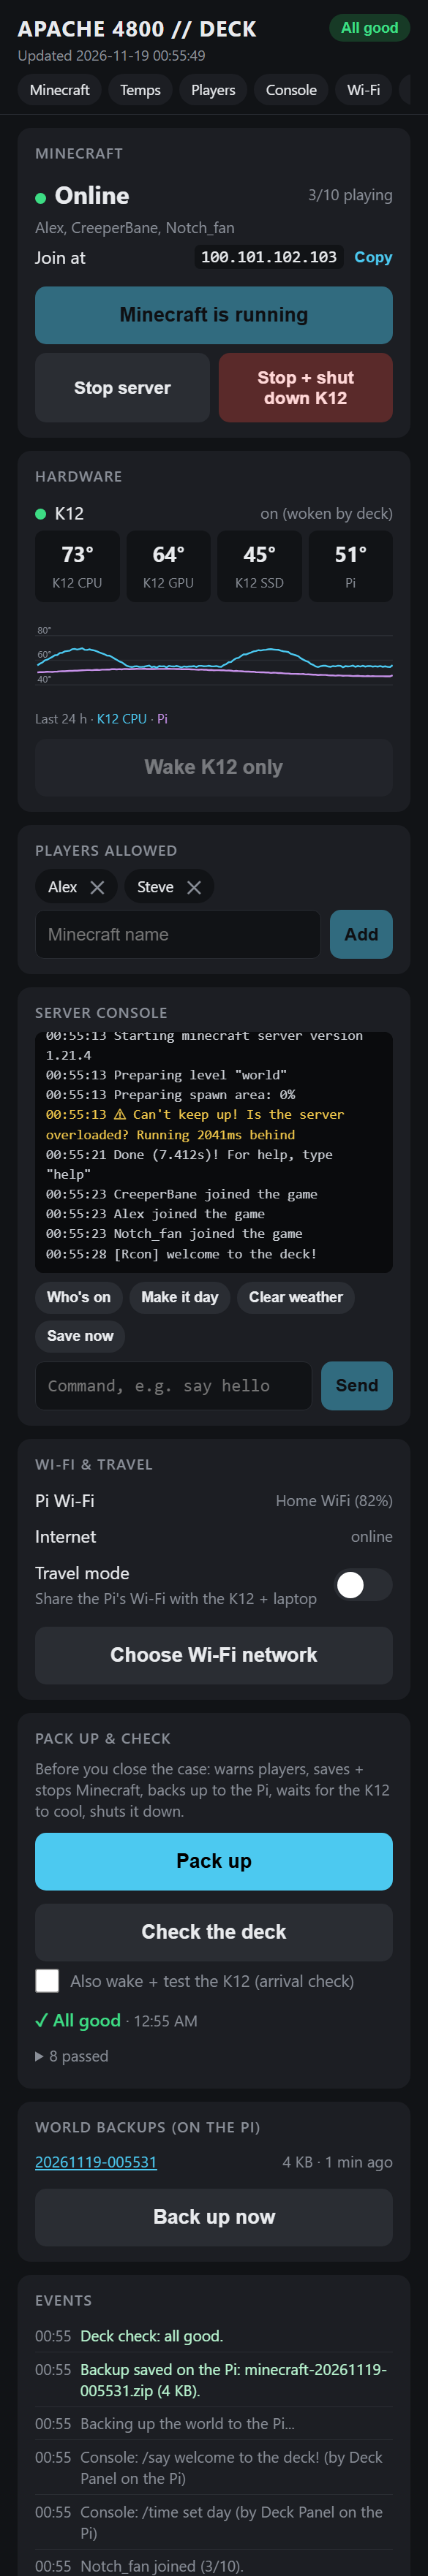 APACHE 4800 // DECK
All good
Updated 2026-11-19 00:55:49
Minecraft
Temps
Players
Console
Wi-Fi
MINECRAFT
Online
3/10 playing
Alex, CreeperBane, Notch_fan
Join at
100.101.102.103
Copy
Minecraft is running
Stop server
Stop + shut
down K12
HARDWARE
K12
on (woken by deck)
73°
64°
45°
51°
K12 CPU
K12 GPU
K12 SSD
Pi
80°
60°
40°
Last 24 h · K12 CPU · Pi
Wake K12 only
PLAYERS ALLOWED
Alex ×
Steve ×
Minecraft name
Add
SERVER CONSOLE
00:55:13 Starting minecraft server version
1.21.4
00:55:13 Preparing level "world"
00:55:13 Preparing spawn area: 0%
00:55:13 ⚠ Can't keep up! Is the server
overloaded? Running 2041ms behind
00:55:21 Done (7.412s)! For help, type
"help"
00:55:23 CreeperBane joined the game
00:55:23 Alex joined the game
00:55:23 Notch_fan joined the game
00:55:28 [Rcon] welcome to the deck!
Who's on
Make it day
Clear weather
Save now
Command, e.g. say hello
Send
WI-FI & TRAVEL
Pi Wi-Fi
Home WiFi (82%)
Internet
online
Travel mode
Share the Pi's Wi-Fi with the K12 + laptop
Choose Wi-Fi network
PACK UP & CHECK
Before you close the case: warns players, saves +
stops Minecraft, backs up to the Pi, waits for the K12
to cool, shuts it down.
Pack up
Check the deck
Also wake + test the K12 (arrival check)
✓ All good · 12:55 AM
▶ 8 passed
WORLD BACKUPS (ON THE PI)
20261119-005531
4 KB · 1 min ago
Back up now
EVENTS
00:55 Deck check: all good.
00:55 Backup saved on the Pi: minecraft-20261119-
005531.zip (4 KB).
00:55 Backing up the world to the Pi...
00:55 Console: /say welcome to the deck! (by Deck
Panel on the Pi)
00:55 Console: /time set day (by Deck Panel on the
Pi)
00:55 Notch_fan joined (3/10).